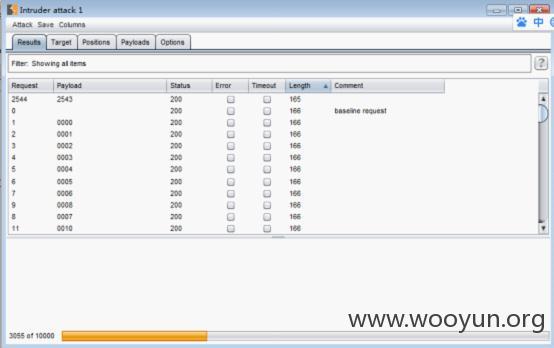 Intruder attack 1
中
Attack Save Columns
Results Target Positions Payloads Options
Filter: Showing all items ?
Request Payload Status Error Timeout Length Comment
2544 2543 200 165
0 200 166 baseline request
1 0000 200 166
2 0001 200 166
3 0002 200 166
4 0003 200 166
5 0004 200 166
6 0005 200 166
7 0006 200 166
9 0008 200 166
8 0007 200 166
11 0010 200 166
www.wooyun.org
3055 of 10000